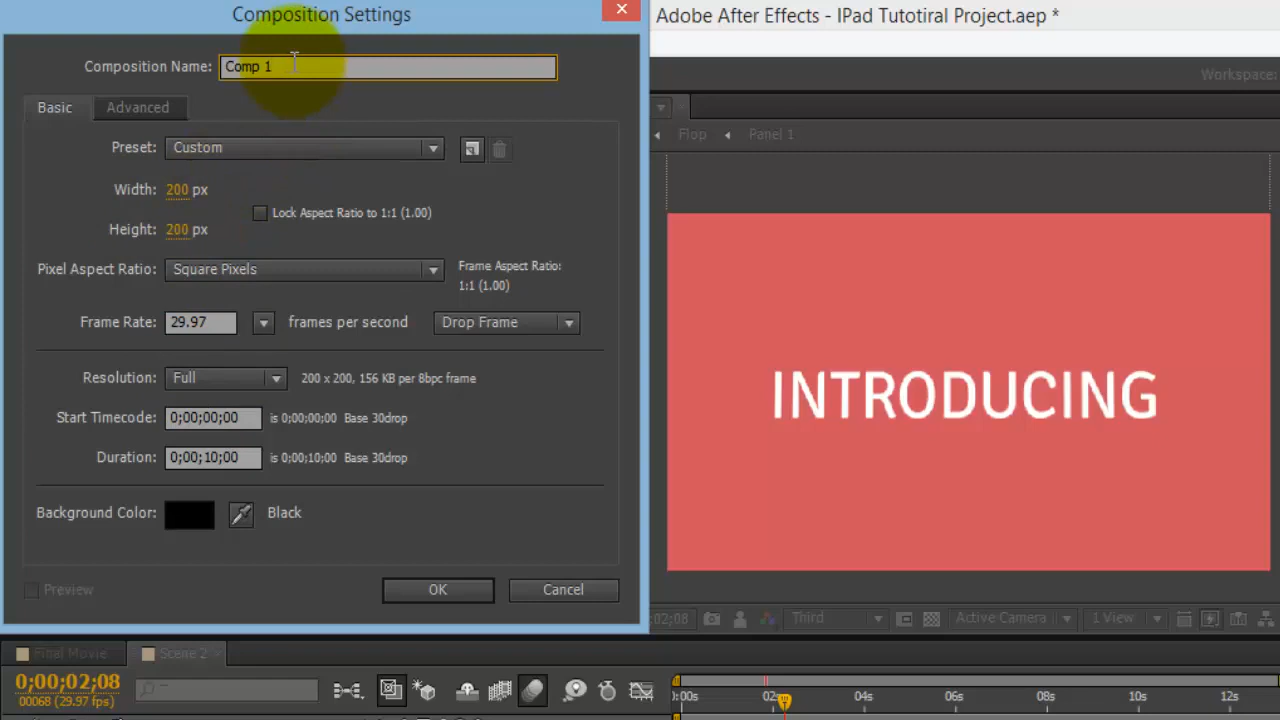 Composition Settings
Adobe After Effects - IPad Tutotiral Project.aep *
Composition Name: Comp 1
Workspace:
Basic Advanced
Flop Panel 1
Preset: Custom
Width: 200 px
Lock Aspect Ratio to 1:1 (1.00)
Height: 200 px
Pixel Aspect Ratio: Square Pixels
Frame Aspect Ratio:
1:1 (1.00)
Frame Rate: 29.97 frames per second Drop Frame
Resolution: Full 200 x 200, 156 KB per 8bpc frame
INTRODUCING
Start Timecode: 0;00;00;00 is 0;00;00;00 Base 30drop
Duration: 0;00;10;00 is 0;00;10;00 Base 30drop
Background Color: Black
Preview OK Cancel
:02;08 Third Active Camera 1 View
Final Movie Scene 2
0;00;02;08
00068 (29.97 fps)
):00s 02s 04s 06s 08s 10s 12s